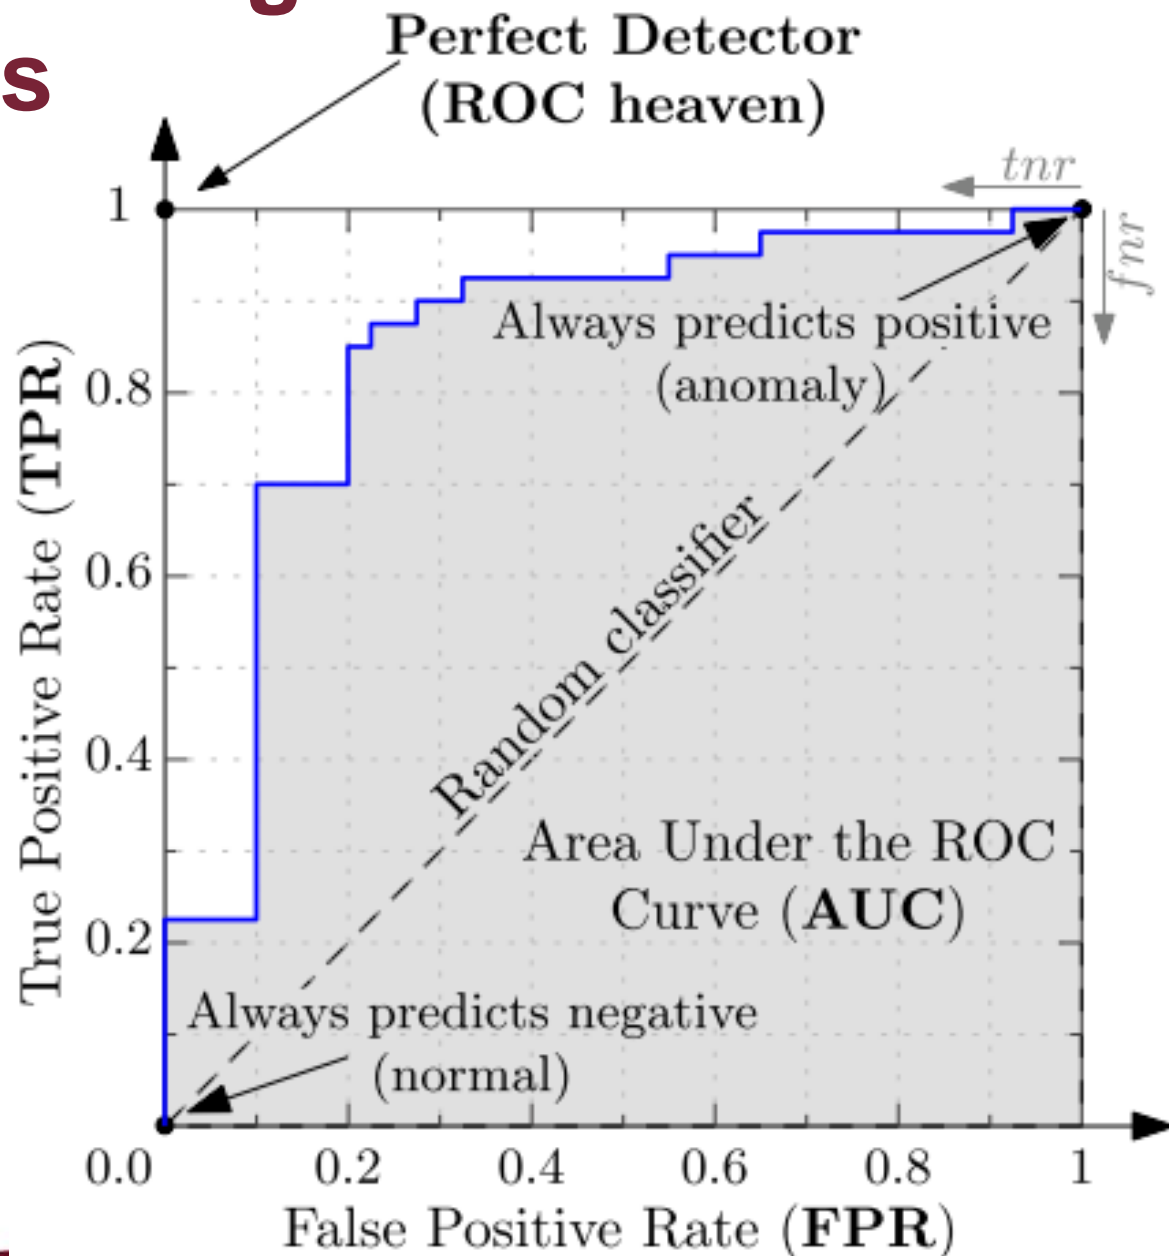 g
s
Perfect Detector
(ROC heaven)
tnr
fnr
1
Always predicts positive
(anomaly)
0.8
True Positive Rate (TPR)
0.6
Random classifier
0.4
Area Under the ROC
Curve (AUC)
0.2
Always predicts negative
(normal)
0.0 0.2 0.4 0.6 0.8 1
False Positive Rate (FPR)